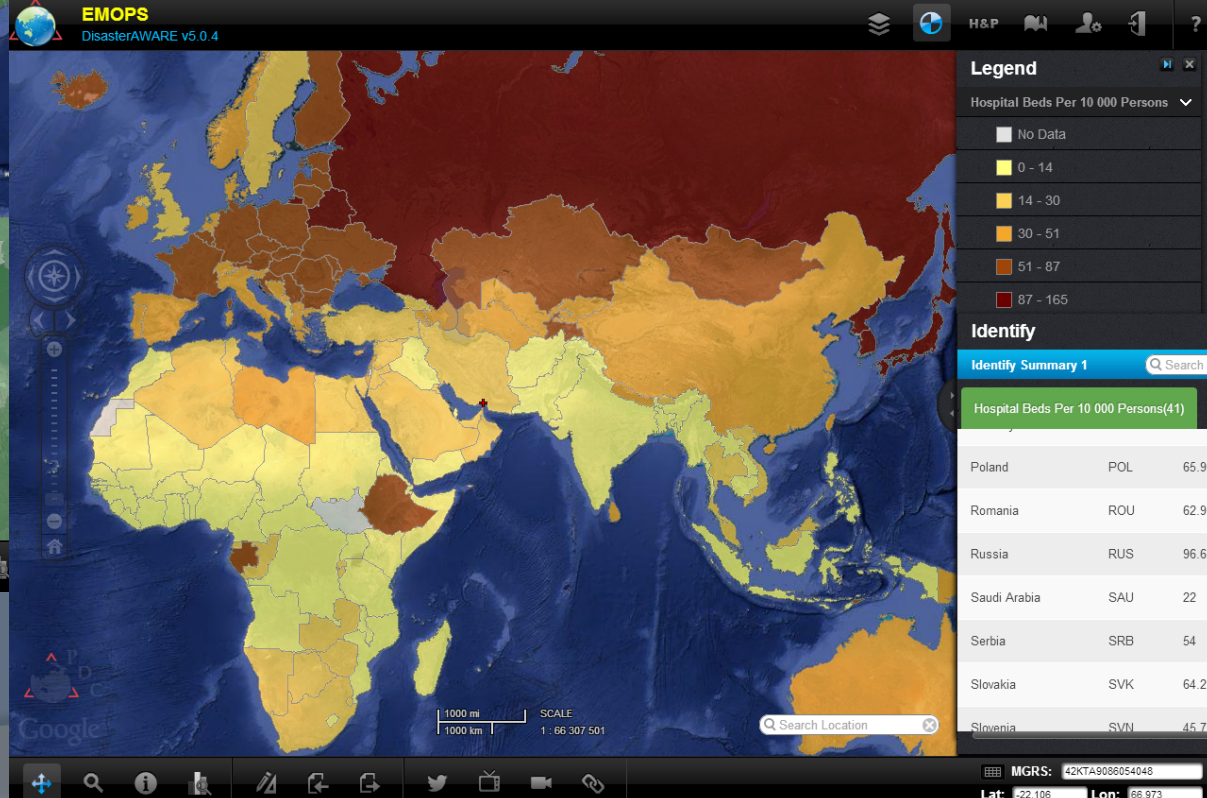 EMOPS
DisasterAWARE v5.0.4
H&P
?
Legend
Hospital Beds Per 10 000 Persons
No Data
0 - 14
14 - 30
30 - 51
51 - 87
87 - 165
Identify
Identify Summary 1
Search
Hospital Beds Per 10 000 Persons(41)
Poland POL 65.9
Romania ROU 62.9
Russia RUS 96.6
Saudi Arabia SAU 22
Serbia SRB 54
Slovakia SVK 64.2
Slovenia SVN 45.7
P
D
C
Google
1000 mi
1000 km
SCALE
1 : 66 307 501
Search Location
MGRS: 42KTA9086054048
Lat: -22.106 Lon: 66.973